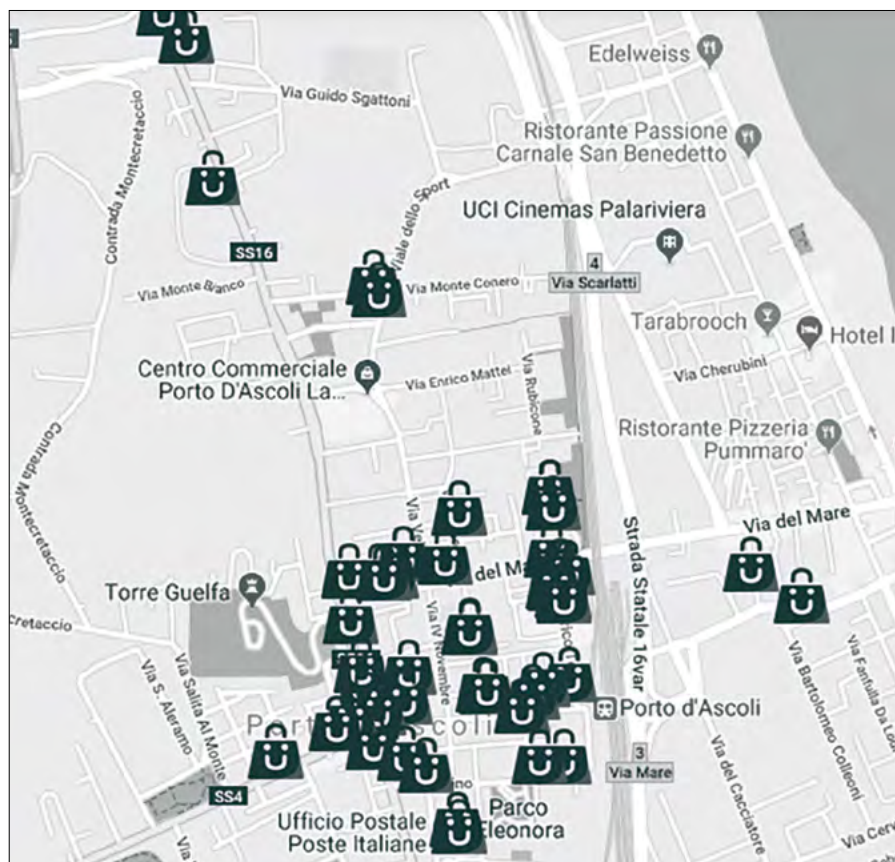 Edelweiss
Via Guido Sgattoni
Ristorante Passione
Carnale San Benedetto
Contrada Montecretaccio
Viale dello Sport
UCI Cinemas Palariviera
SS16
4
Via Scarlatti
Via Monte Conero
Via Monte Bianco
Tarabrooch
Hotel
Centro Commerciale
Porto D'Ascoli La...
Via Enrico Mattei
Via Rubicone
Via Cherubini
Ristorante Pizzeria
Pummaro'
Contrada Montecretaccio
Via del Mare
Strada Statale 16var
Torre Guelfa
cretaccio
Via IV Novembre
Via S. Aleramo
Via Salita Al Monte
Porto d'Ascoli
Via Bartolomeo Colleoni
Via Fanfulla Da
3
Via Mare
Via del Cacciatore
SS4
Ufficio Postale
Poste Italiane
Parco
Eleonora